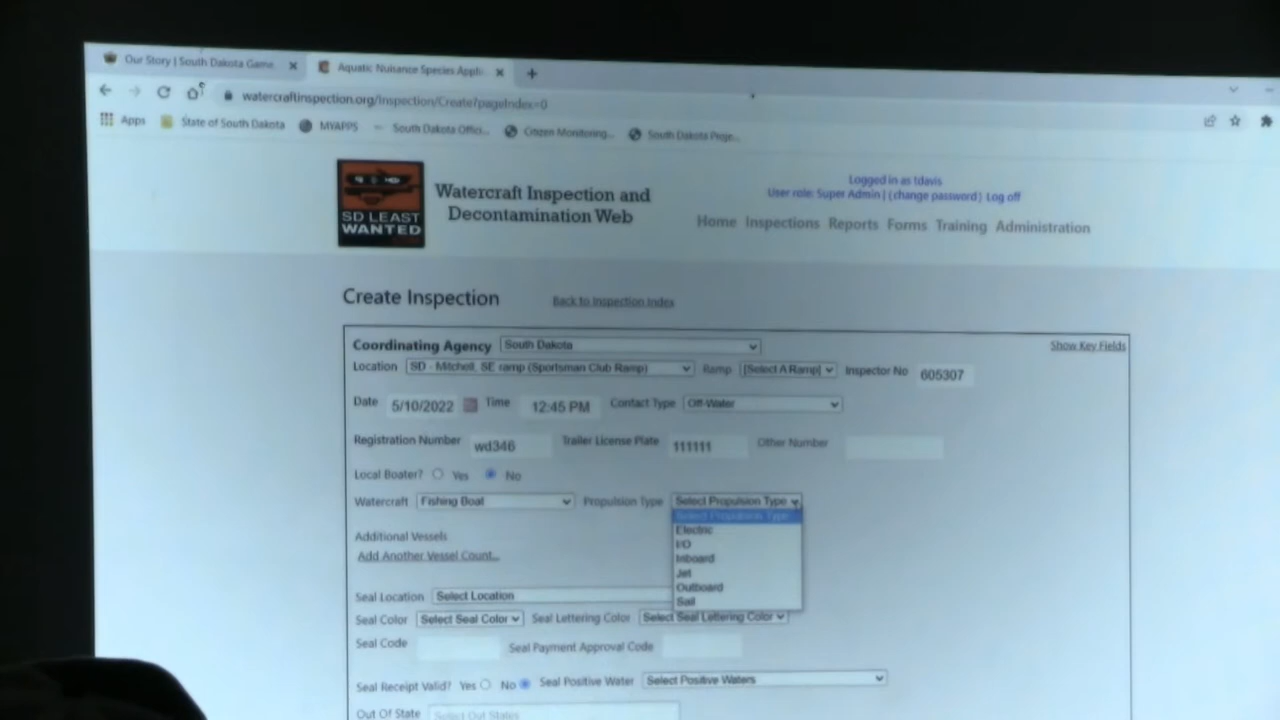 Our Story | South Dakota Game
Aquatic Nuisance Species Appli
watercraftinspection.org/Inspection/Create?pageIndex=0
Apps State of South Dakota MYAPPS South Dakota Offici... Citizen Monitoring... South Dakota Proje...
SD LEAST
WANTED
Watercraft Inspection and
Decontamination Web
Logged in as tdavis
User role: Super Admin | (change password) Log off
Home Inspections Reports Forms Training Administration
Create Inspection Back to Inspection Index
Coordinating Agency South Dakota Show Key Fields
Location SD - Mitchell, SE ramp (Sportsman Club Ramp) Ramp [Select A Ramp] Inspector No 605307
Date 5/10/2022 Time 12:45 PM Contact Type Off-Water
Registration Number wd346 Trailer License Plate 111111 Other Number
Local Boater? Yes No
Watercraft Fishing Boat Propulsion Type Select Propulsion Type
Select Propulsion Type
Electric
I/O
Inboard
Jet
Outboard
Sail
Additional Vessels
Add Another Vessel Count...
Seal Location Select Location
Seal Color Select Seal Color Seal Lettering Color Select Seal Lettering Color
Seal Code Seal Payment Approval Code
Seal Receipt Valid? Yes No Seal Positive Water Select Positive Waters
Out Of State Select Out States